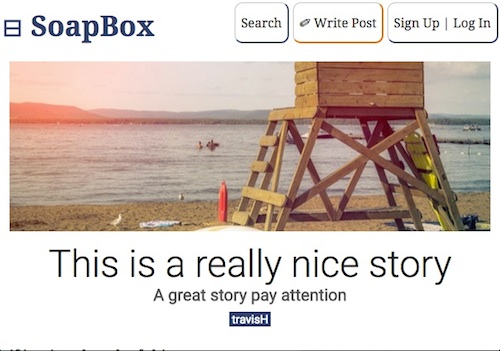 SoapBox
Search
Write Post
Sign Up | Log In
This is a really nice story
A great story pay attention
travisH